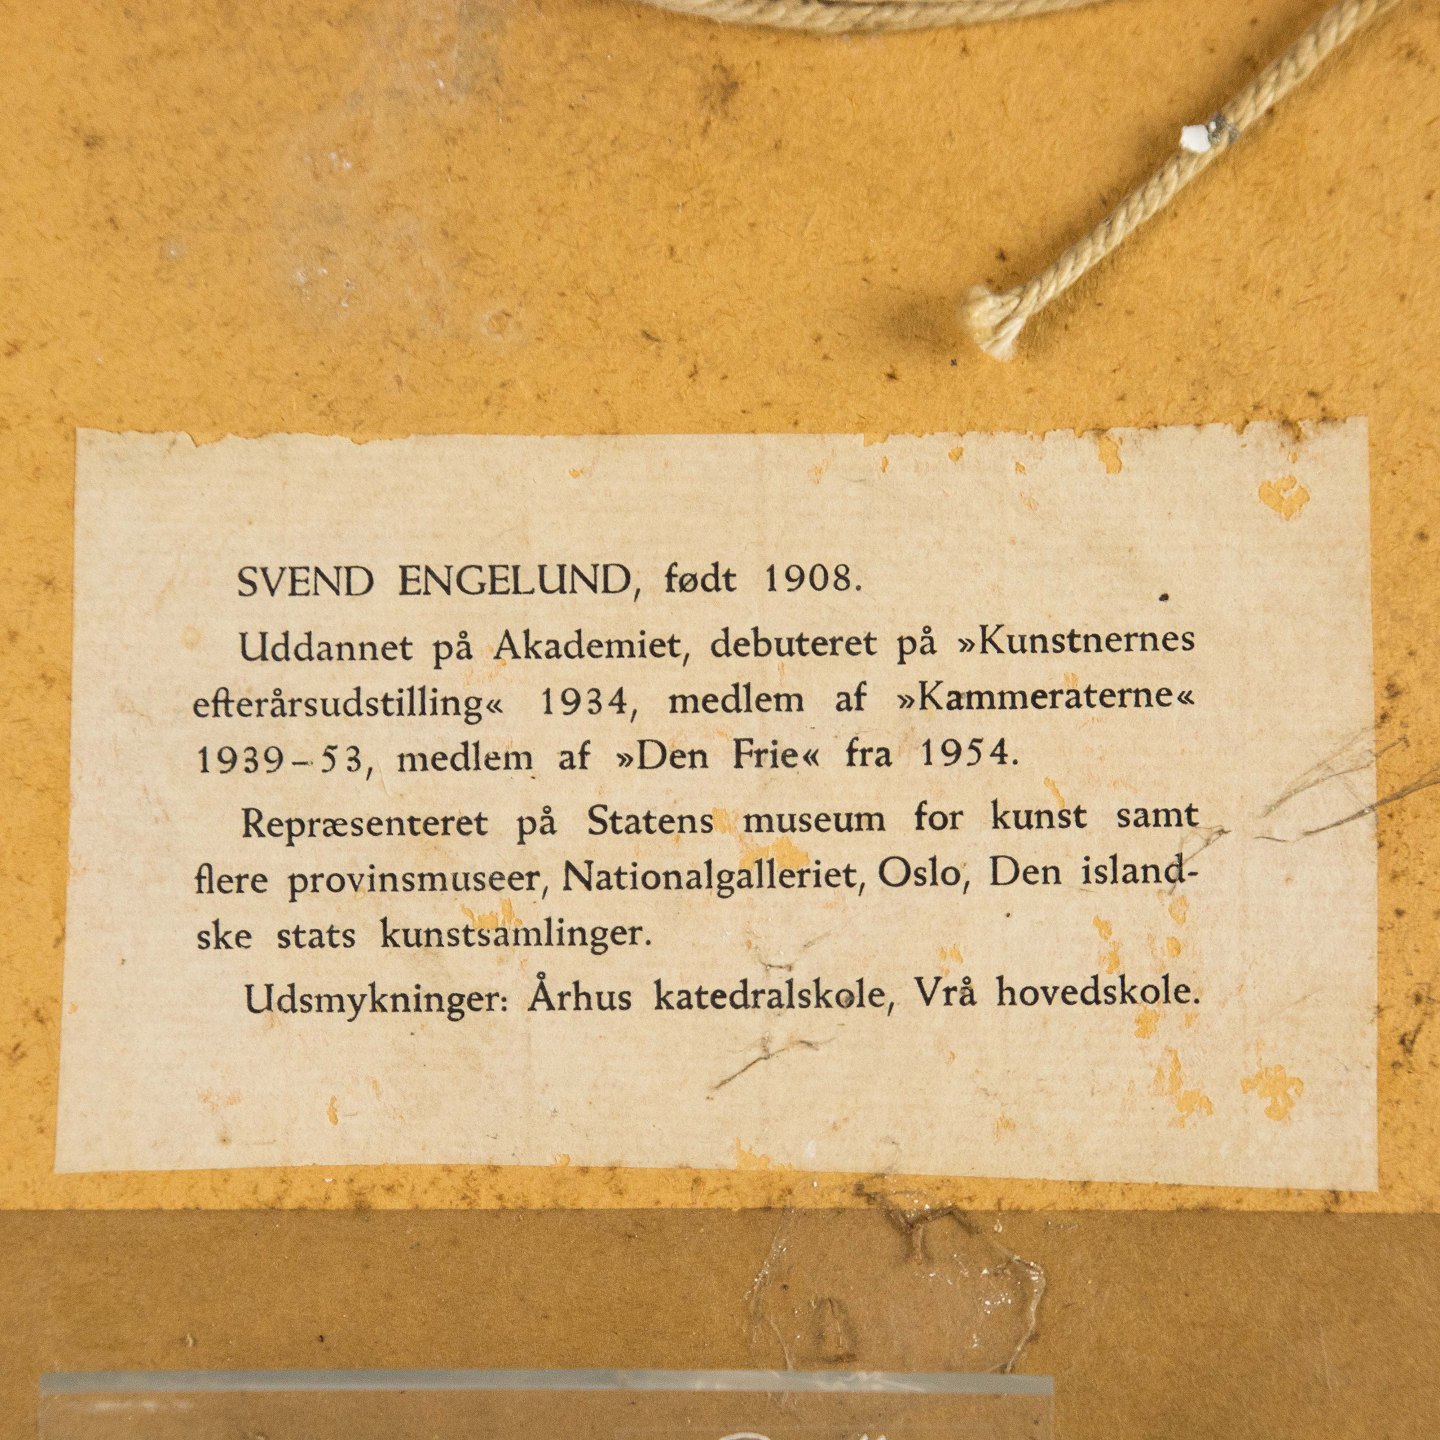 SVEND ENGELUND, født 1908.
Uddannet på Akademiet, debuteret på »Kunstnernes
efterårsudstilling« 1934, medlem af »Kammeraterne«
1939–53, medlem af »Den Frie« fra 1954.
Repræsenteret på Statens museum for kunst samt
flere provinsmuseer, Nationalgalleriet, Oslo, Den island-
ske stats kunstsamlinger.
Udsmykninger: Århus katedralskole, Vrå hovedskole.